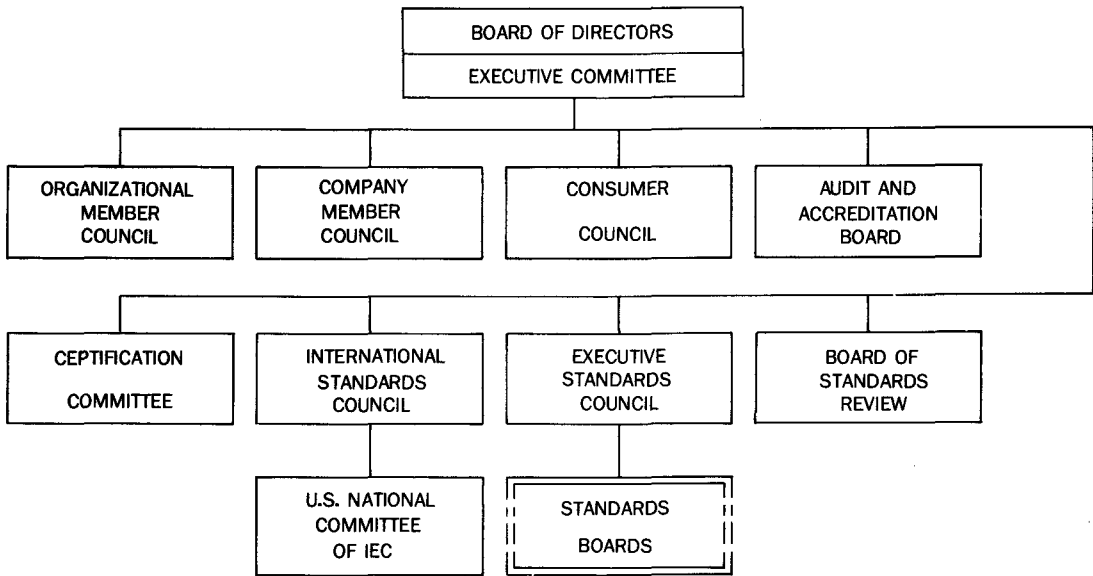 BOARD OF DIRECTORS
EXECUTIVE COMMITTEE
ORGANIZATIONAL
MEMBER
COUNCIL
COMPANY
MEMBER
COUNCIL
CONSUMER
COUNCIL
AUDIT AND
ACCREDITATION
BOARD
CEPTIFICATION
COMMITTEE
INTERNATIONAL
STANDARDS
COUNCIL
EXECUTIVE
STANDARDS
COUNCIL
BOARD OF
STANDARDS
REVIEW
U.S. NATIONAL
COMMITTEE
OF IEC
STANDARDS
BOARDS